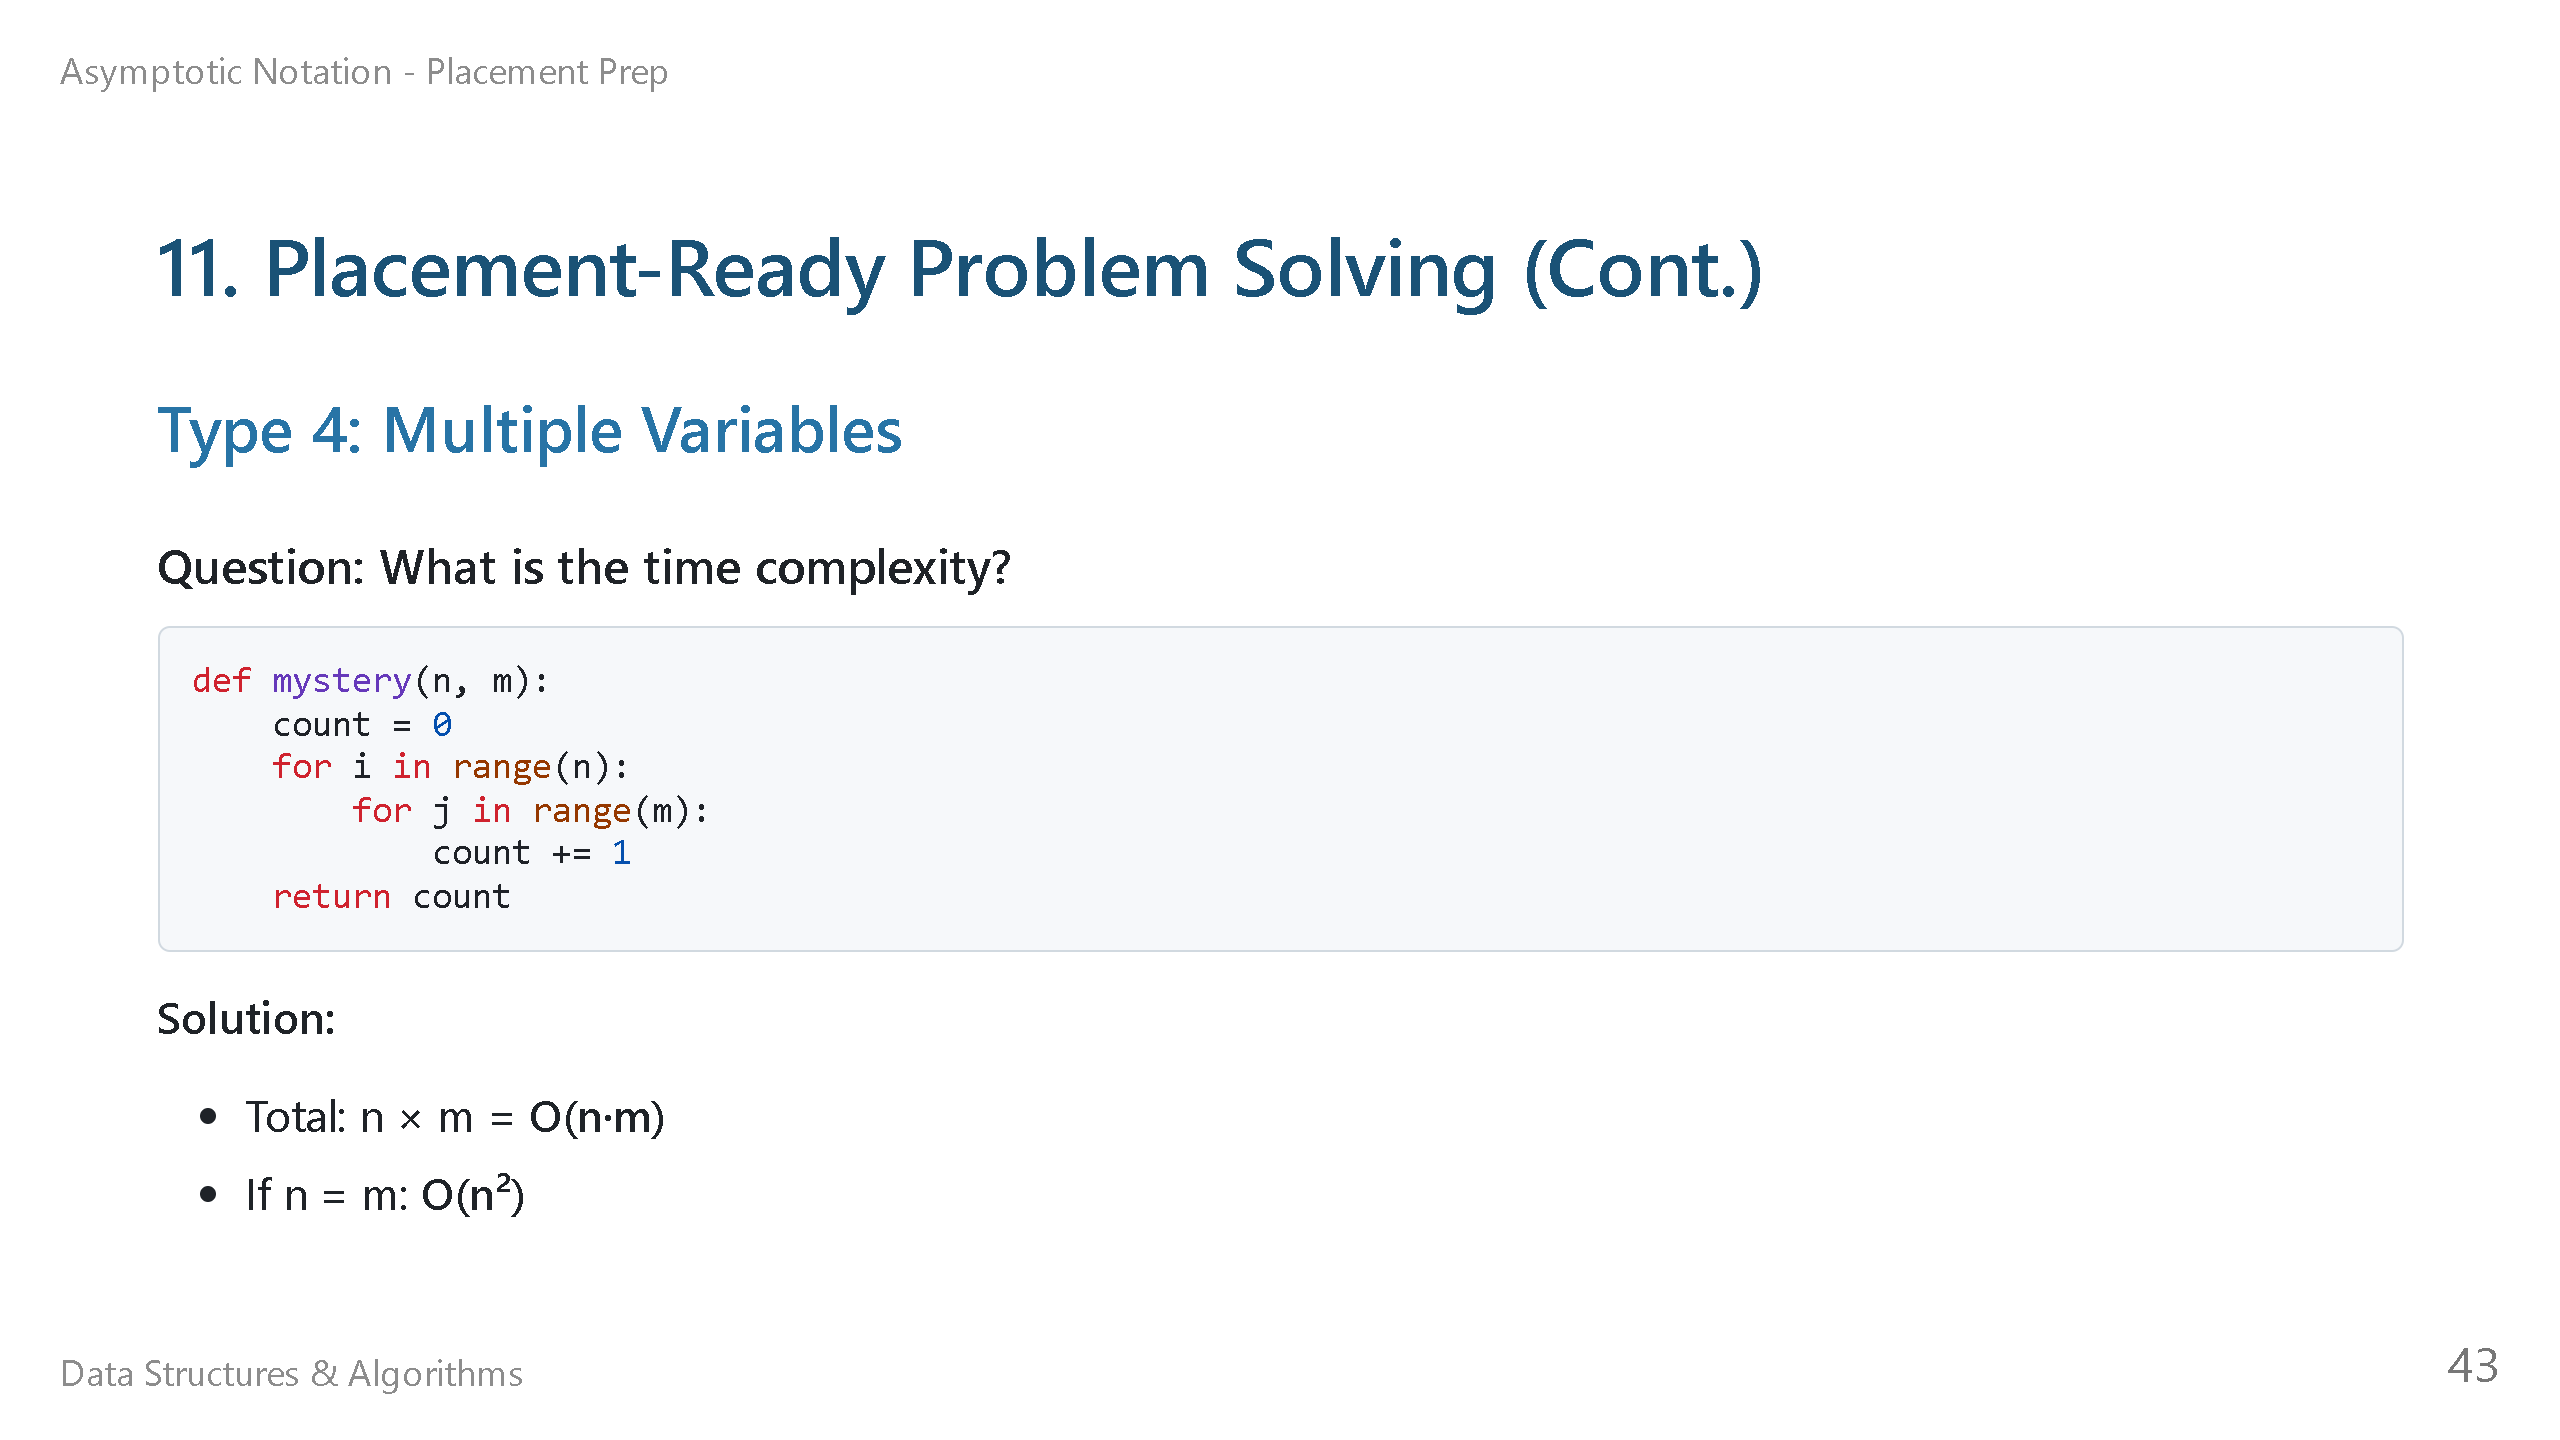 Asymptotic Notation - Placement Prep
11. Placement-Ready Problem Solving (Cont.)
Type 4: Multiple Variables
Question: What is the time complexity?
def mystery(n, m):
    count = 0
    for i in range(n):
        for j in range(m):
            count += 1
    return count
Solution:
• Total: n × m = O(n·m)
• If n = m: O(n²)
Data Structures & Algorithms
43